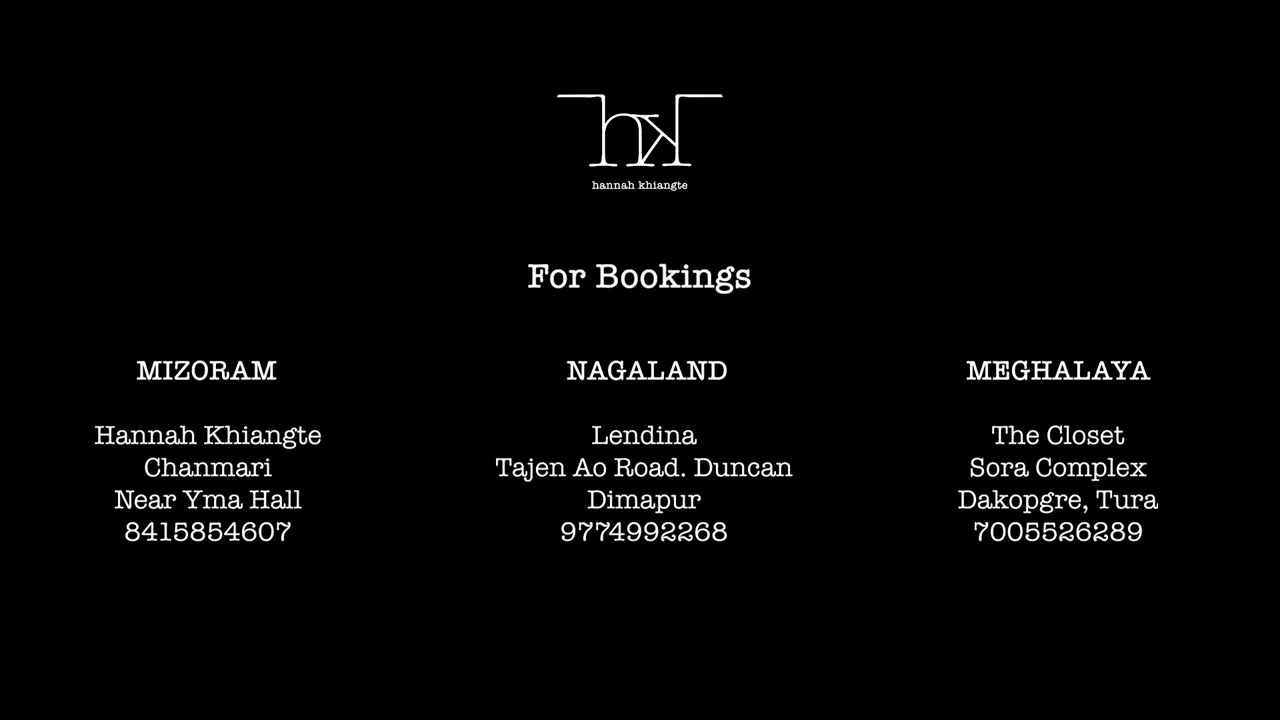 hk
hannah khiangte
For Bookings
MIZORAM
Hannah Khiangte
Chanmari
Near Yma Hall
8415854607
NAGALAND
Lendina
Tajen Ao Road. Duncan
Dimapur
9774992268
MEGHALAYA
The Closet
Sora Complex
Dakopgre, Tura
7005526289